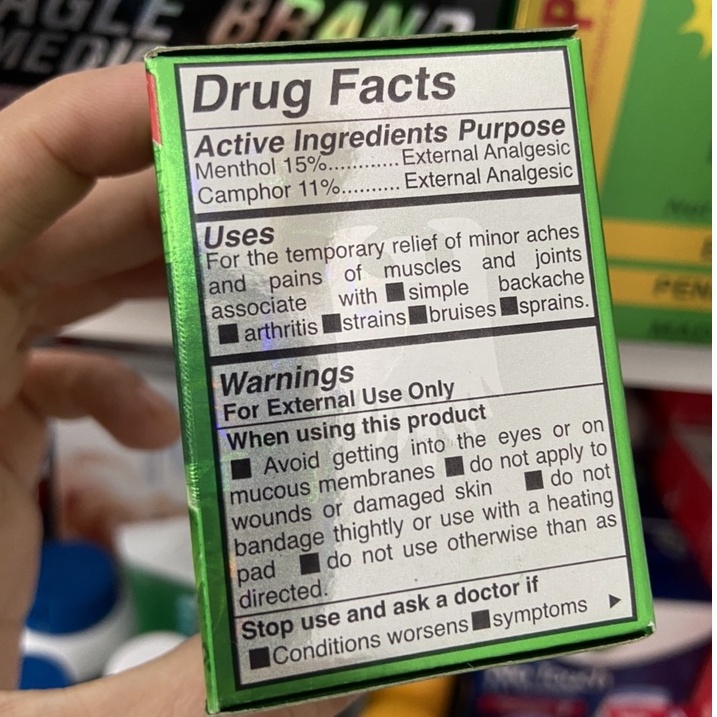 AGLE BRAND
MEDI
Drug Facts
Active Ingredients Purpose
Menthol 15%............ External Analgesic
Camphor 11%.......... External Analgesic
Uses
For the temporary relief of minor aches
and pains of muscles and joints
associate with ■ simple backache
■ arthritis ■strains■bruises ■sprains.
Warnings
For External Use Only
When using this product
■ Avoid getting into the eyes or on
mucous membranes ■ do not apply to
wounds or damaged skin ■ do not
bandage thightly or use with a heating
pad ■ do not use otherwise than as
directed.
Stop use and ask a doctor if
■Conditions worsens■symptoms ▶
PEN